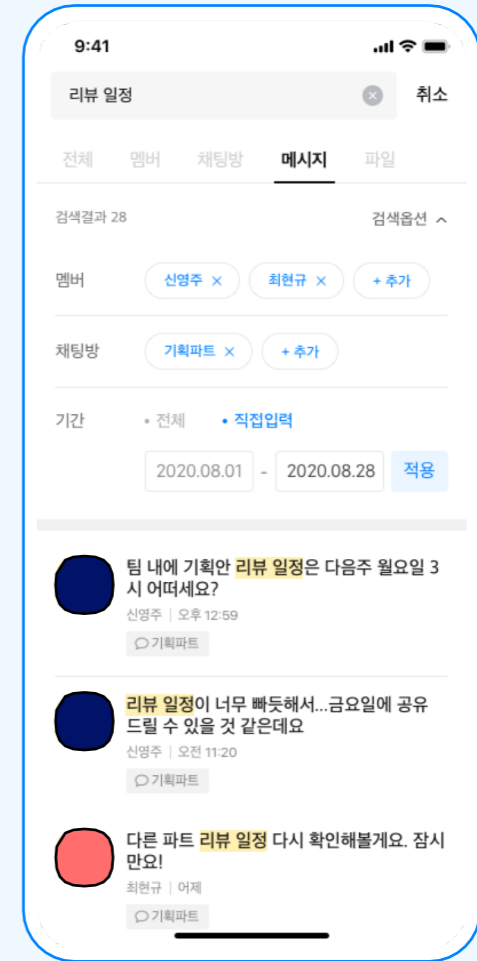 9:41
리뷰 일정 취소
전체 멤버 채팅방 메시지 파일
검색결과 28 검색옵션
멤버 신영주 × 최현규 × + 추가
채팅방 기획파트 × + 추가
기간 • 전체 • 직접입력
2020.08.01 - 2020.08.28 적용
팀 내에 기획안 리뷰 일정은 다음주 월요일 3
시 어떠세요?
신영주 | 오후 12:59
기획파트
리뷰 일정이 너무 빠듯해서...금요일에 공유
드릴 수 있을 것 같은데요
신영주 | 오전 11:20
기획파트
다른 파트 리뷰 일정 다시 확인해볼게요. 잠시
만요!
최현규 | 어제
기획파트